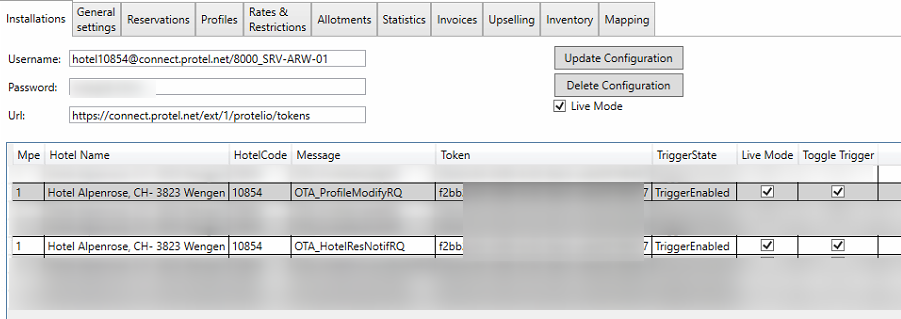 Installations General settings Reservations Profiles Rates & Restrictions Allotments Statistics Invoices Upselling Inventory Mapping
Username: hotel10854@connect.protel.net/8000_SRV-ARW-01 Update Configuration
Password: Delete Configuration
Live Mode
Url: https://connect.protel.net/ext/1/protelio/tokens
Mpe Hotel Name HotelCode Message Token TriggerState Live Mode Toggle Trigger
1 Hotel Alpenrose, CH- 3823 Wengen 10854 OTA_ProfileModifyRQ f2bb 7 TriggerEnabled
1 Hotel Alpenrose, CH- 3823 Wengen 10854 OTA_HotelResNotifRQ f2bb 7 TriggerEnabled